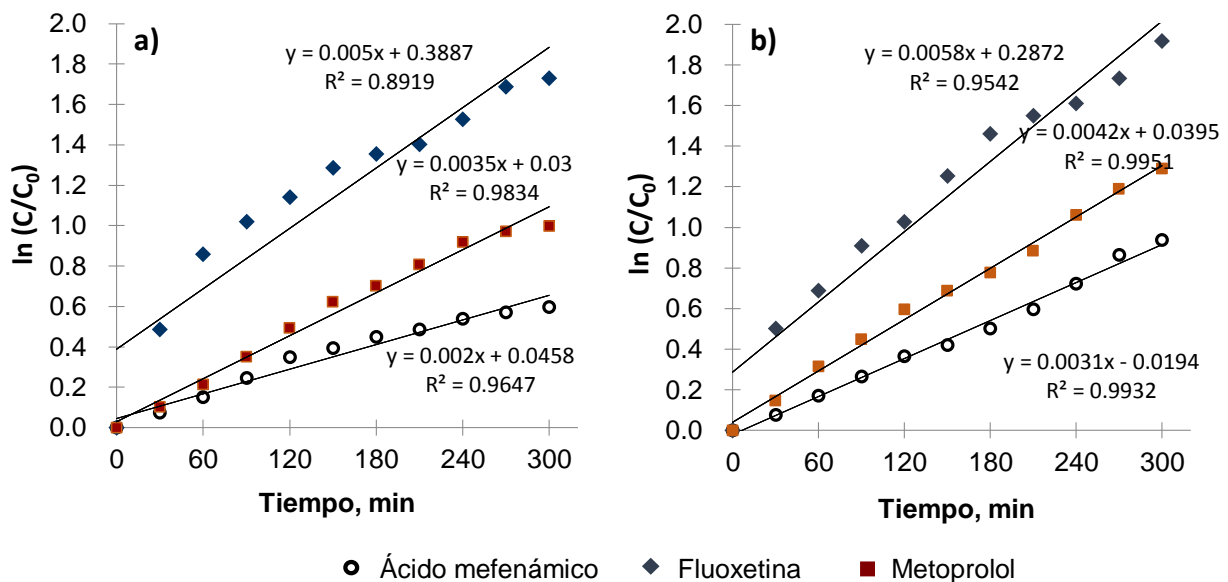 a)
ln (C/C₀)
2.0
1.8
1.6
1.4
1.2
1.0
0.8
0.6
0.4
0.2
0.0
y = 0.005x + 0.3887
R² = 0.8919
y = 0.0035x + 0.03
R² = 0.9834
y = 0.002x + 0.0458
R² = 0.9647
0 60 120 180 240 300
Tiempo, min
b)
ln (C/C₀)
2.0
1.8
1.6
1.4
1.2
1.0
0.8
0.6
0.4
0.2
0.0
y = 0.0058x + 0.2872
R² = 0.9542
y = 0.0042x + 0.0395
R² = 0.9951
y = 0.0031x - 0.0194
R² = 0.9932
0 60 120 180 240 300
Tiempo, min
Ácido mefenámico Fluoxetina Metoprolol